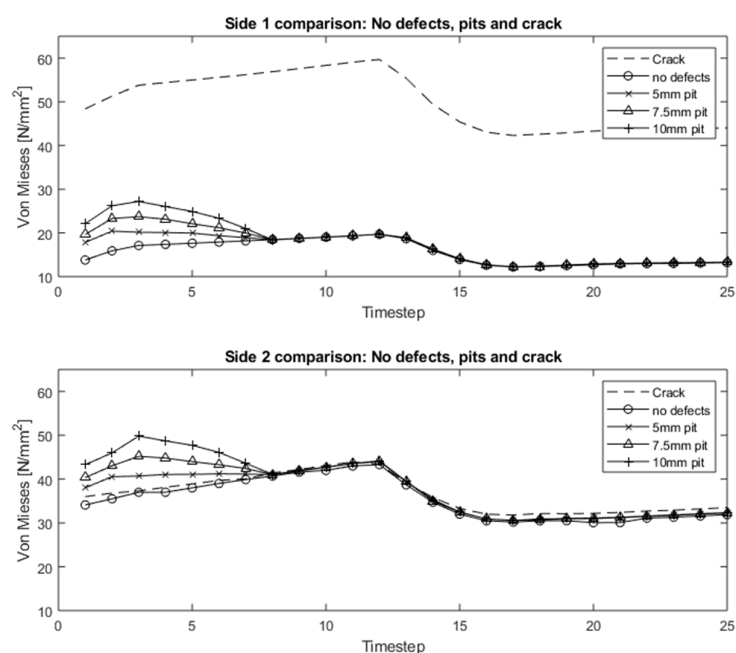 Side 1 comparison: No defects, pits and crack
60
50
40
30
20
10
Von Mieses [N/mm²]
Crack
no defects
5mm pit
7.5mm pit
10mm pit
0 5 10 15 20 25
Timestep
Side 2 comparison: No defects, pits and crack
60
50
40
30
20
10
Von Mieses [N/mm²]
Crack
no defects
5mm pit
7.5mm pit
10mm pit
0 5 10 15 20 25
Timestep